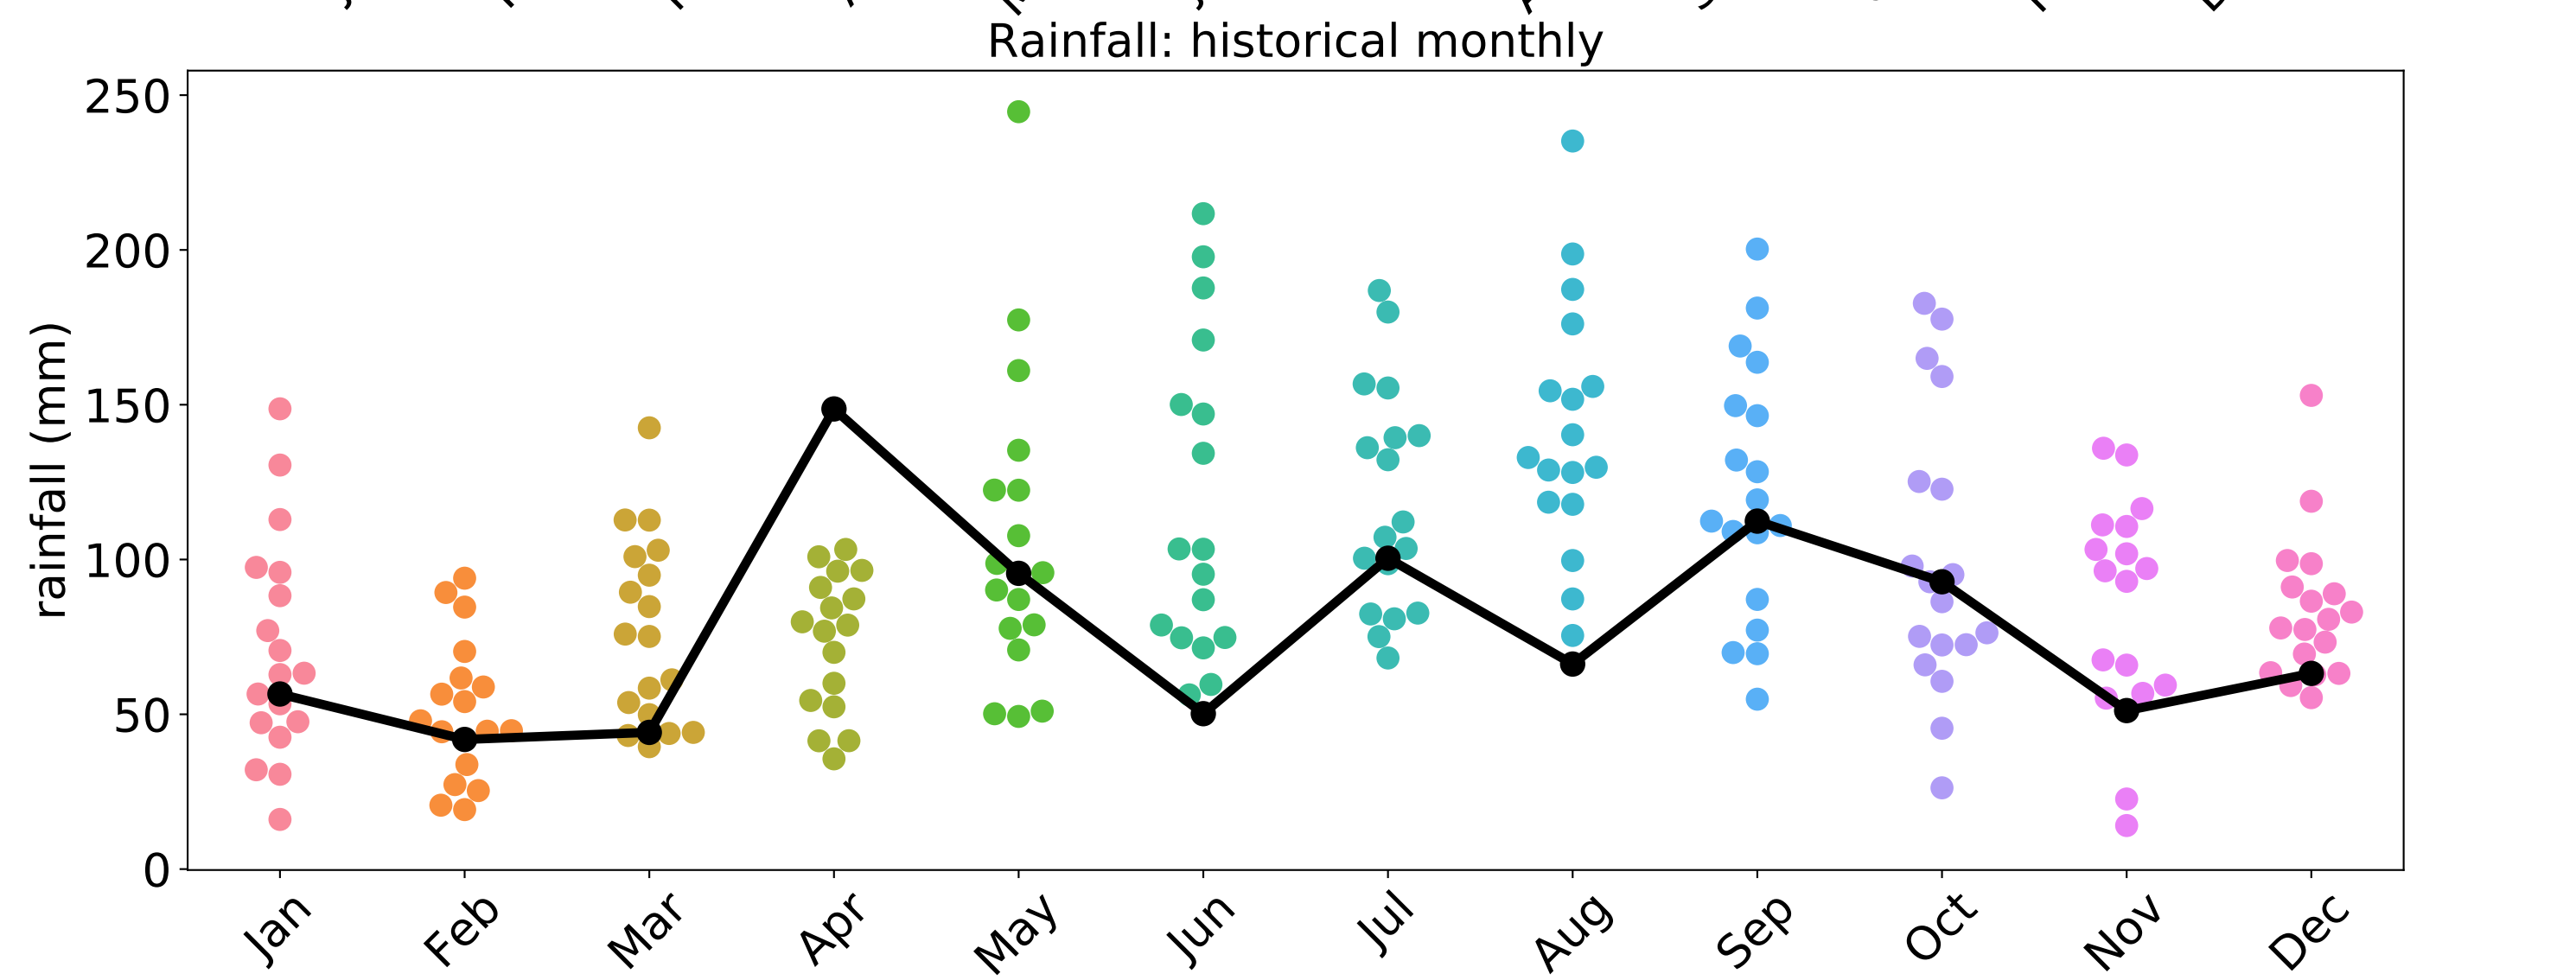 Rainfall: historical monthly
rainfall (mm)
250
200
150
100
50
0
Jan
Feb
Mar
Apr
May
Jun
Jul
Aug
Sep
Oct
Nov
Dec